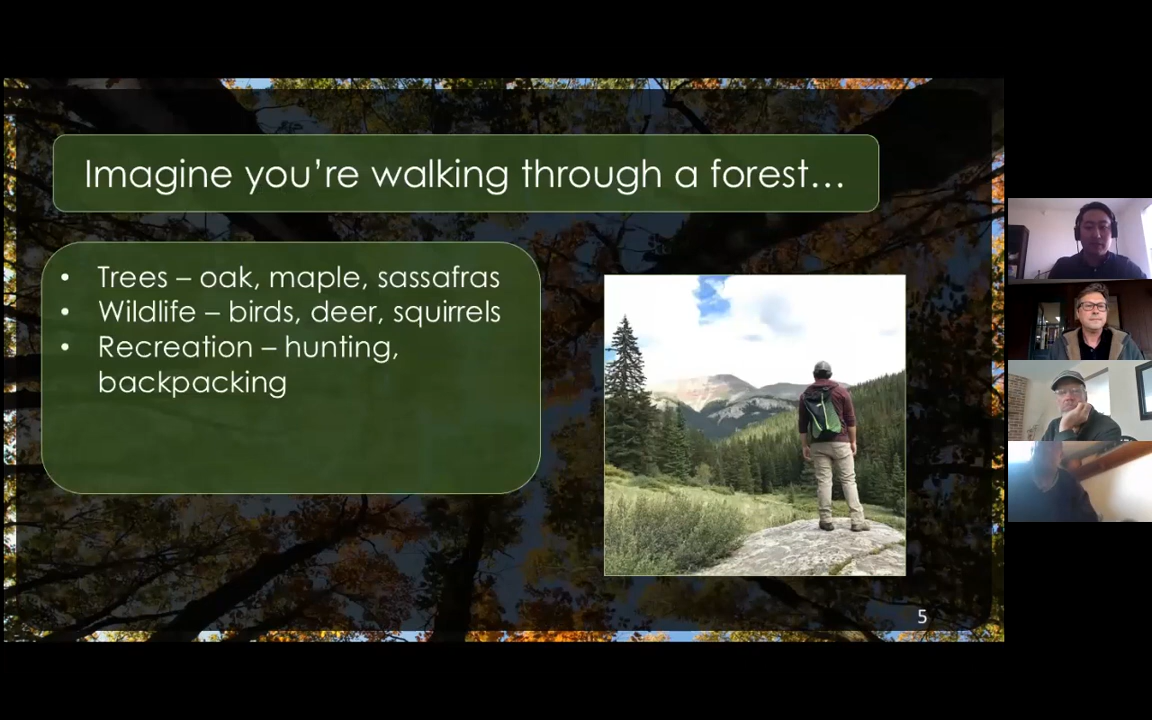 Imagine you’re walking through a forest…
• Trees – oak, maple, sassafras
• Wildlife – birds, deer, squirrels
• Recreation – hunting,
backpacking
5